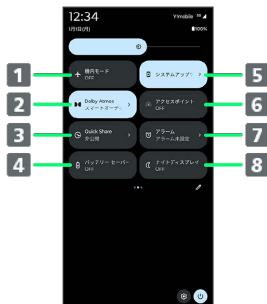 12:34
Y!mobile
1月1日(月)
100%
1
機内モード
OFF
5
システムアップ
2
Dolby Atmos
スマートオーデ
6
アクセスポイント
OFF
3
Quick Share
非公開
7
アラーム
アラーム未設定
4
バッテリー セーバー
OFF
8
ナイトディスプレイ
OFF